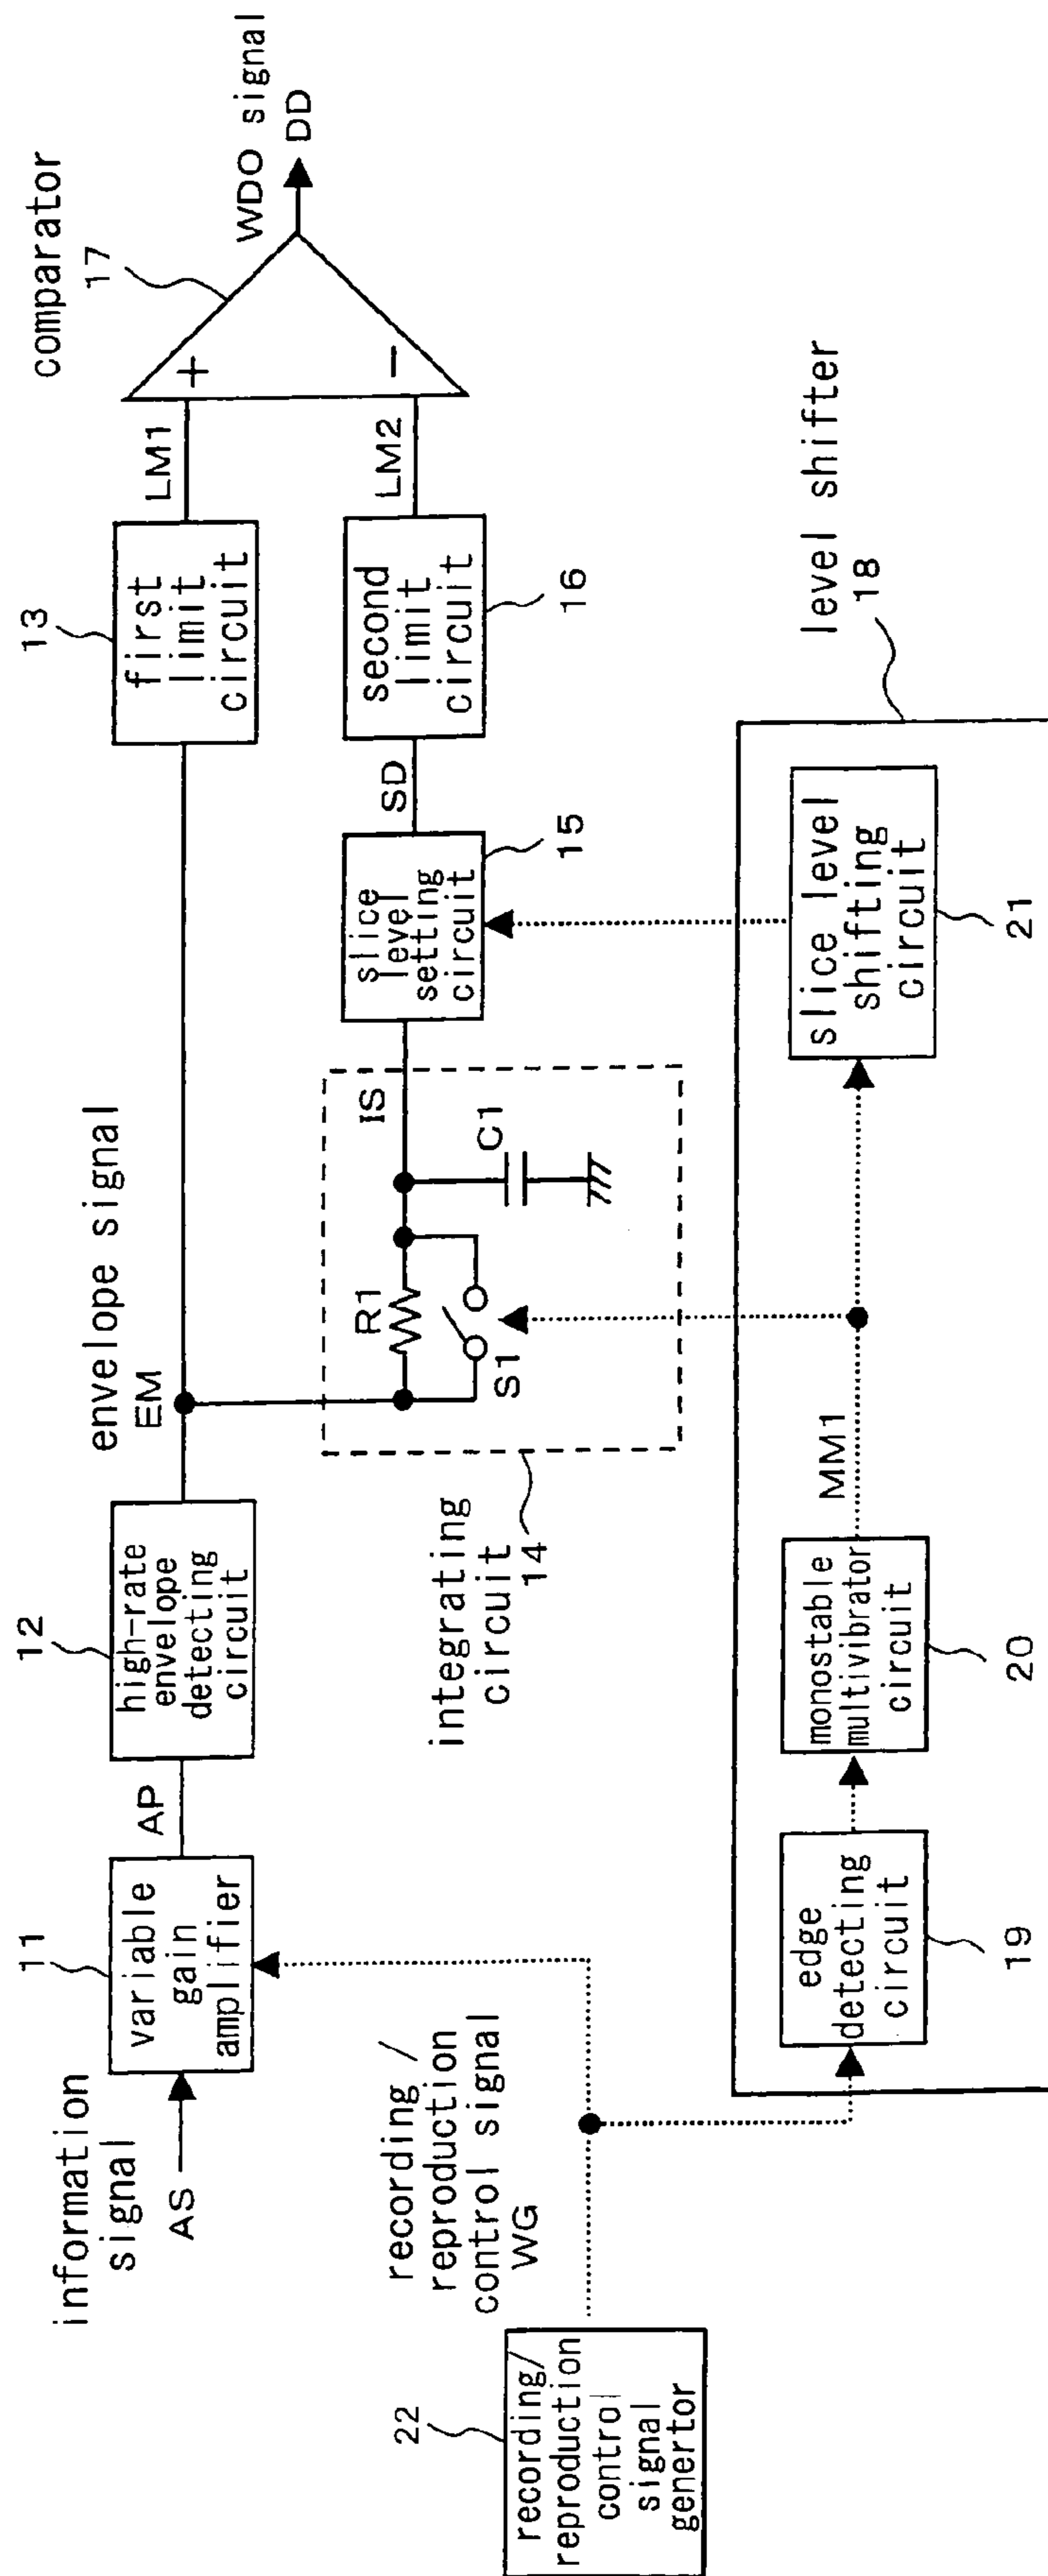 information
signal
AS
11
variable
gain
amplifier
AP
12
high-rate
envelope
detecting
circuit
envelope signal
EM
13
first
limit
circuit
LM1
comparator
17
+
−
WDO signal
DD
integrating
circuit
14
R1
S1
C1
IS
slice
level
setting
circuit
15
SD
second
limit
circuit
16
LM2
recording/
reproduction
control signal
WG
22
recording/
reproduction
control
signal
genertor
edge
detecting
circuit
19
monostable
multivibrator
circuit
20
MM1
slice level
shifting
circuit
21
level shifter
18